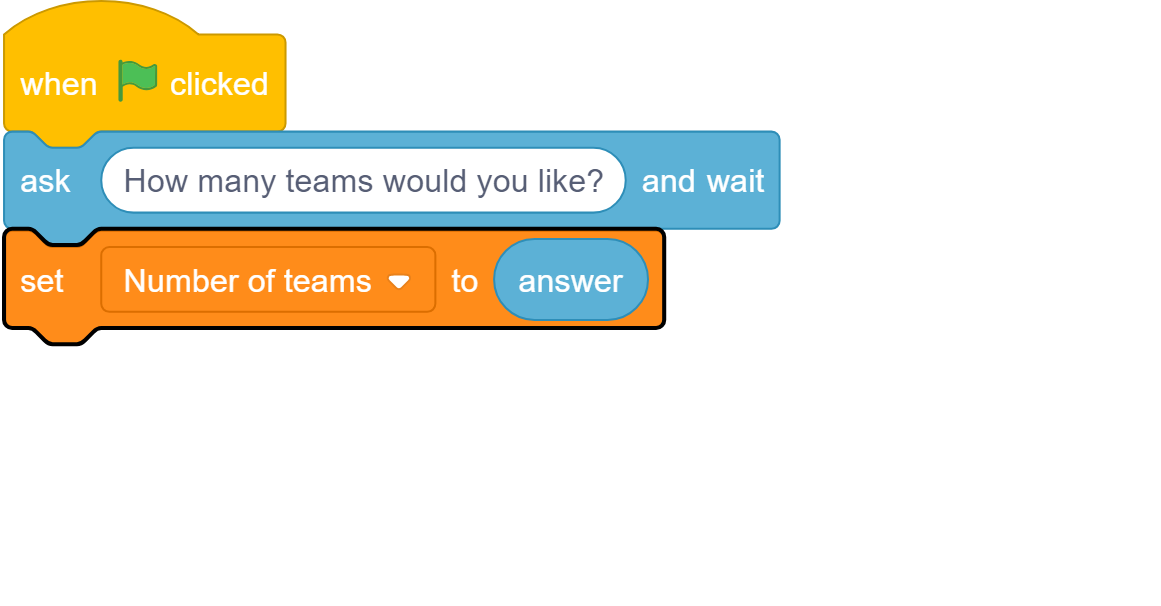 when clicked
ask How many teams would you like? and wait
set Number of teams to answer